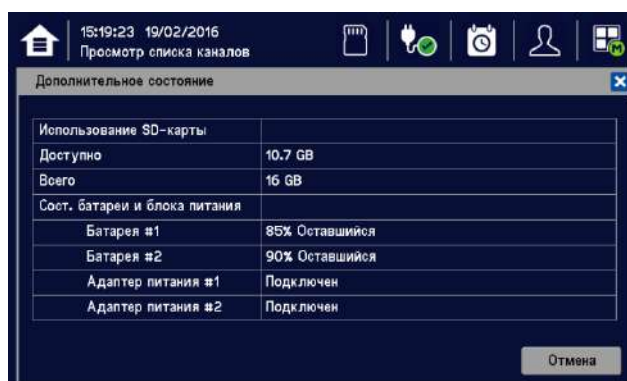 15:19:23 19/02/2016
Просмотр списка каналов
M
Дополнительное состояние
Использование SD-карты
Доступно 10.7 GB
Всего 16 GB
Сост. батареи и блока питания
Батарея #1 85% Оставшийся
Батарея #2 90% Оставшийся
Адаптер питания #1 Подключен
Адаптер питания #2 Подключен
Отмена